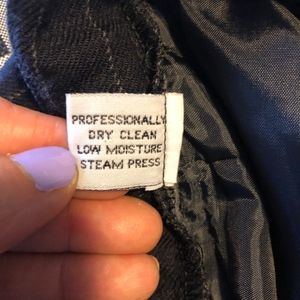 PROFESSIONALLY
DRY CLEAN
LOW MOISTURE
STEAM PRESS